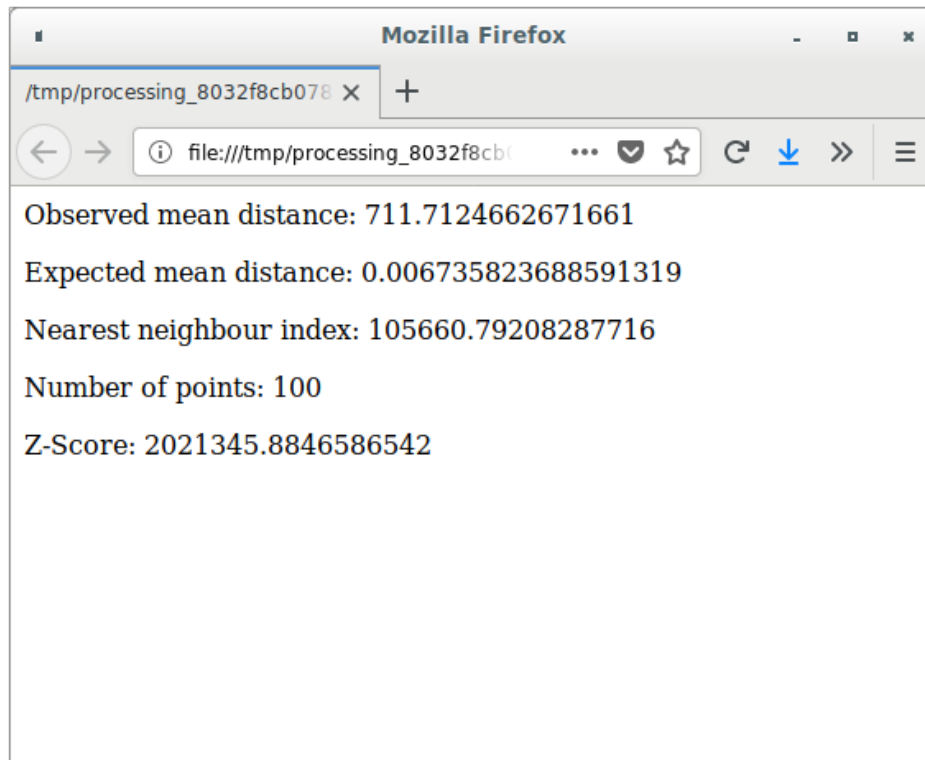 Mozilla Firefox
/tmp/processing_8032f8cb078
file:///tmp/processing_8032f8cb0
Observed mean distance: 711.7124662671661
Expected mean distance: 0.006735823688591319
Nearest neighbour index: 105660.79208287716
Number of points: 100
Z-Score: 2021345.8846586542